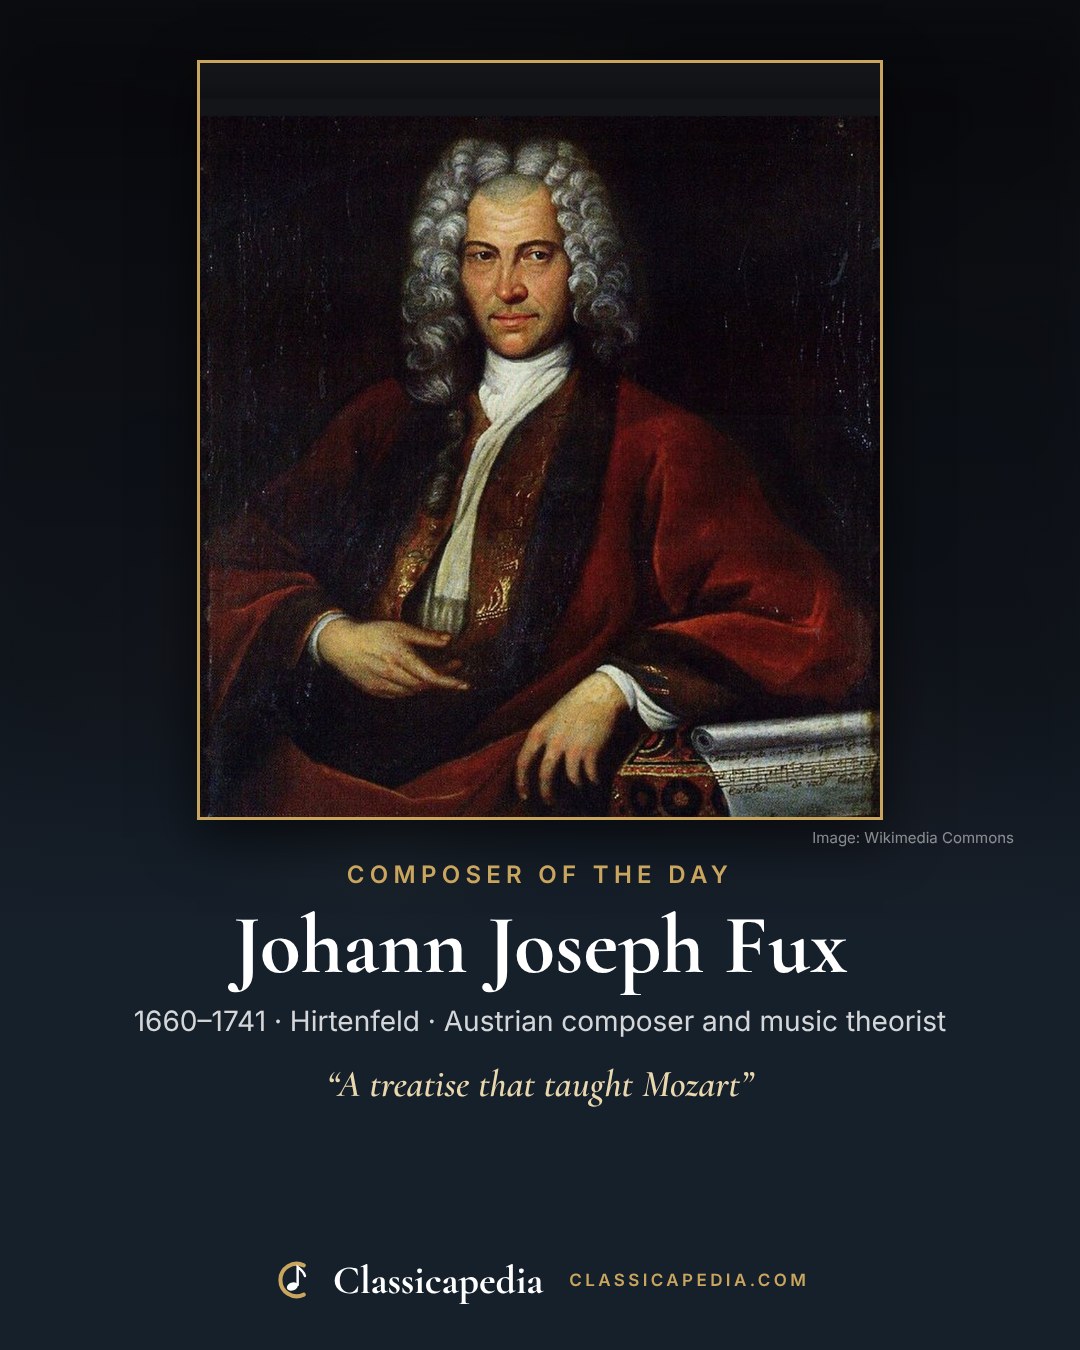 Image: Wikimedia Commons
COMPOSER OF THE DAY
Johann Joseph Fux
1660–1741 · Hirtenfeld · Austrian composer and music theorist
“A treatise that taught Mozart”
Classicapedia CLASSICAPEDIA.COM